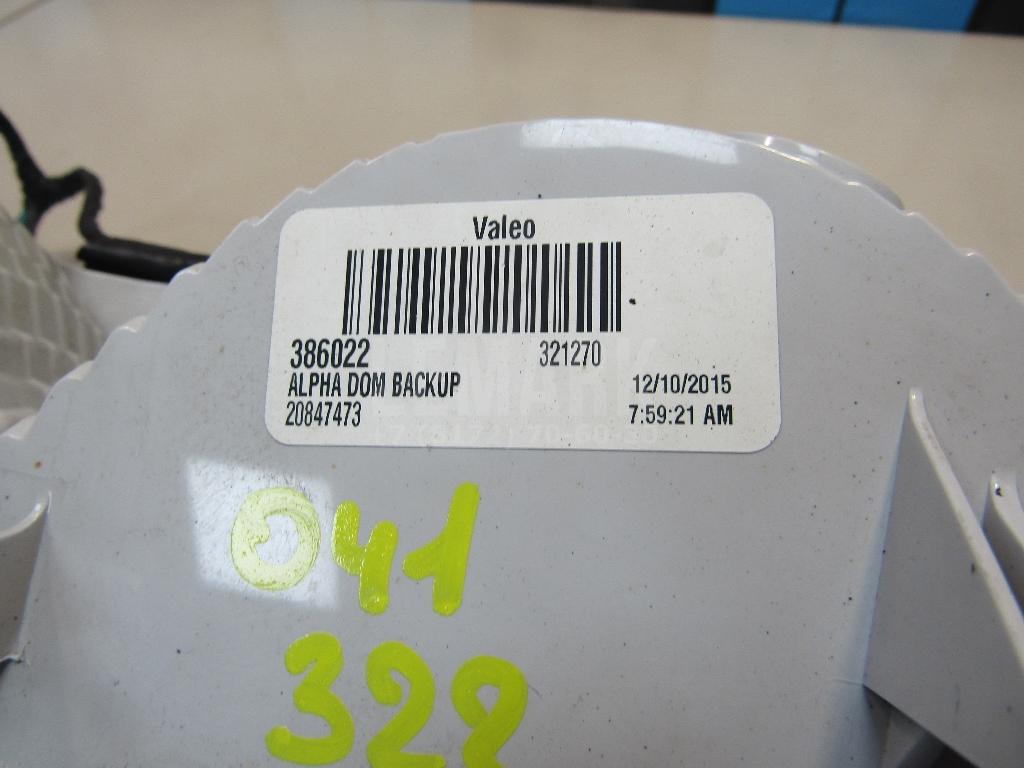 Valeo
386022 321270
ALPHA DOM BACKUP 12/10/2015
20847473 7:59:21 AM
041
328